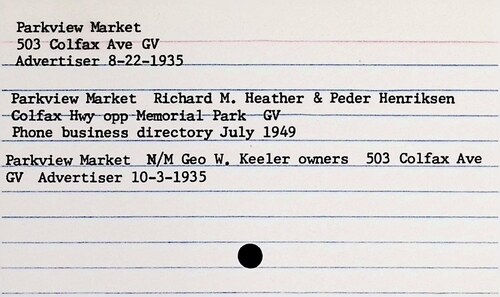 Parkview Market
503 Colfax Ave GV
Advertiser 8-22-1935
Parkview Market Richard M. Heather & Peder Henriksen
Colfax Hwy opp Memorial Park GV
Phone business directory July 1949
Parkview Market N/M Geo W. Keeler owners 503 Colfax Ave
GV Advertiser 10-3-1935